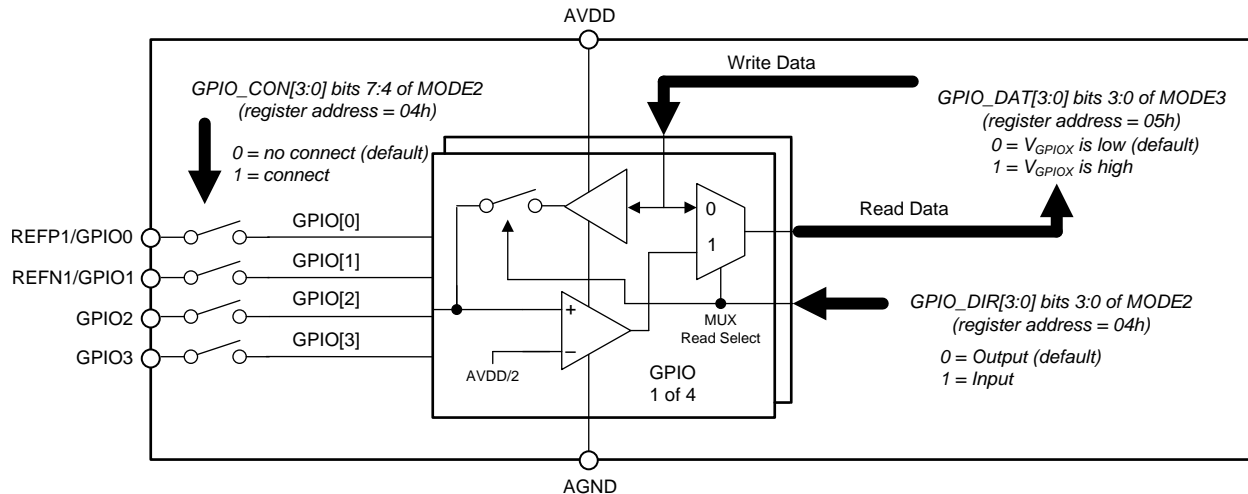 AVDD
Write Data
GPIO_CON[3:0] bits 7:4 of MODE2
(register address = 04h)
0 = no connect (default)
1 = connect
GPIO_DAT[3:0] bits 3:0 of MODE3
(register address = 05h)
0 = VGPIOX is low (default)
1 = VGPIOX is high
Read Data
REFP1/GPIO0
GPIO[0]
REFN1/GPIO1
GPIO[1]
GPIO2
GPIO[2]
GPIO3
GPIO[3]
0
1
+
−
AVDD/2
MUX
Read Select
GPIO
1 of 4
GPIO_DIR[3:0] bits 3:0 of MODE2
(register address = 04h)
0 = Output (default)
1 = Input
AGND